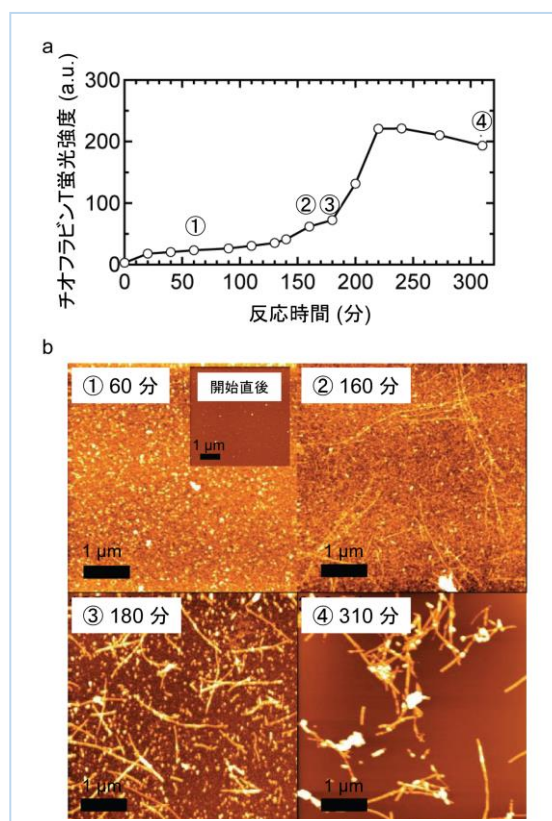 a
300
200
100
0
チオフラビンT蛍光強度 (a.u.)
① ② ③ ④
0 50 100 150 200 250 300
反応時間 (分)
b
① 60 分
開始直後
1 μm
1 μm
② 160 分
1 μm
③ 180 分
1 μm
④ 310 分
1 μm